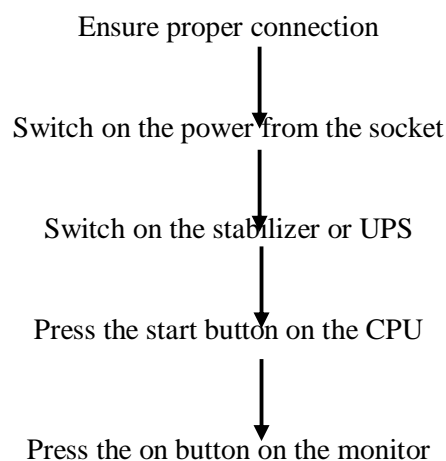 Ensure proper connection
Switch on the power from the socket
Switch on the stabilizer or UPS
Press the start button on the CPU
Press the on button on the monitor